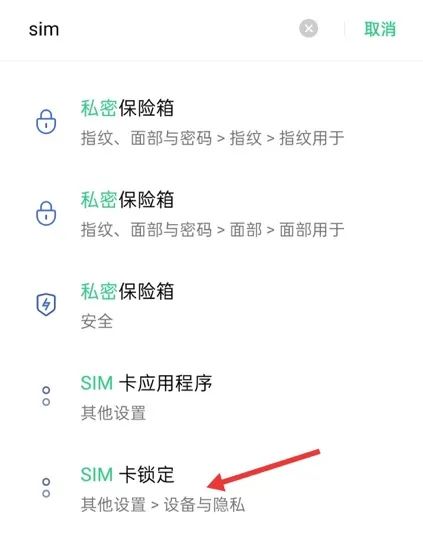 sim
取消
私密保险箱
指纹、面部与密码 > 指纹 > 指纹用于
私密保险箱
指纹、面部与密码 > 面部 > 面部用于
私密保险箱
安全
SIM 卡应用程序
其他设置
SIM 卡锁定
其他设置 > 设备与隐私